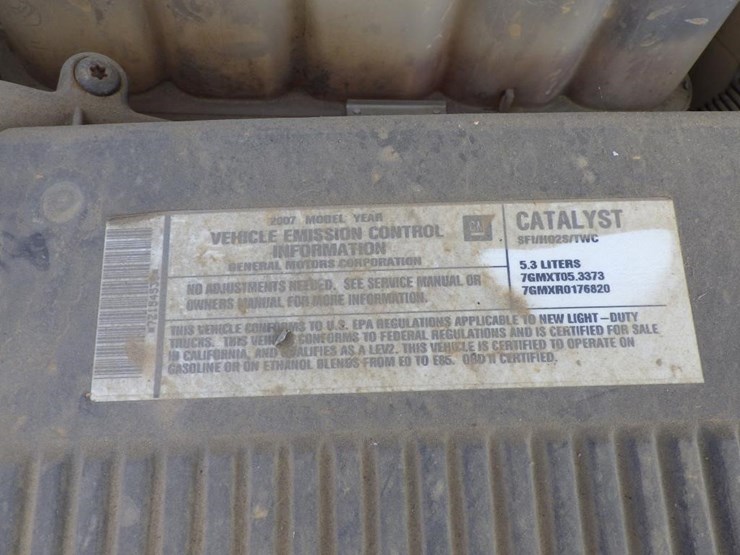 2007 MODEL YEAR
VEHICLE EMISSION CONTROL
INFORMATION
GENERAL MOTORS CORPORATION
GM
NO ADJUSTMENTS NEEDED. SEE SERVICE MANUAL OR
OWNERS MANUAL FOR MORE INFORMATION.
CATALYST
SFI/HO2S/TWC
5.3 LITERS
7GMXT05.3373
7GMXR0176820
THIS VEHICLE CONFORMS TO U.S. EPA REGULATIONS APPLICABLE TO NEW LIGHT-DUTY
TRUCKS. THIS CONFORMS TO FEDERAL REGULATIONS AND IS CERTIFIED FOR SALE
IN CALIFORNIA, AND QUALIFIES AS A LEV2. THIS VEHICLE IS CERTIFIED TO OPERATE ON
GASOLINE OR ON ETHANOL BLENDS FROM E0 TO E85. OBD II CERTIFIED.